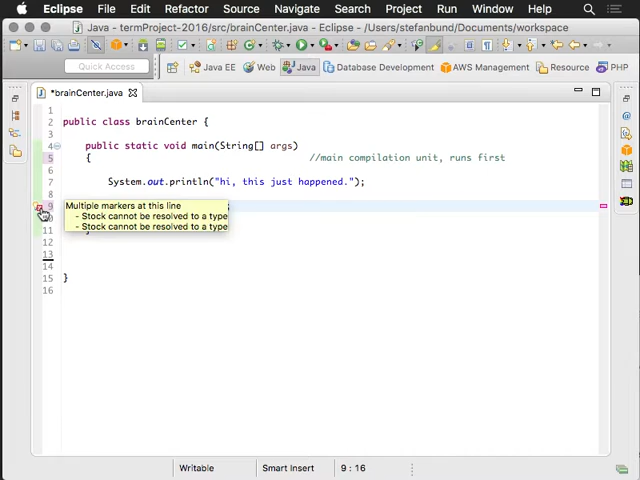 Eclipse File Edit Refactor Source Navigate Search Project Run Window Help
Java - termProject-2016/src/brainCenter.java - Eclipse - /Users/stefanbund/Documents/workspace
Quick Access Java EE Web Java Database Development AWS Management Resource PHP
*brainCenter.java
1
2 public class brainCenter {
3
4 public static void main(String[] args)
5 { //main compilation unit, runs first
6
7 System.out.println("hi, this just happened.");
8
9 ;
Multiple markers at this line
- Stock cannot be resolved to a type
- Stock cannot be resolved to a type
11 }
12
13
14
15 }
16
Writable Smart Insert 9 : 16